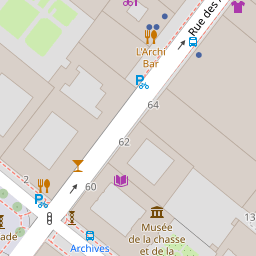 Rue des
L'Archi
Bar
64
62
2
60
Musée
de la chasse
et de la
13
ade
Archives